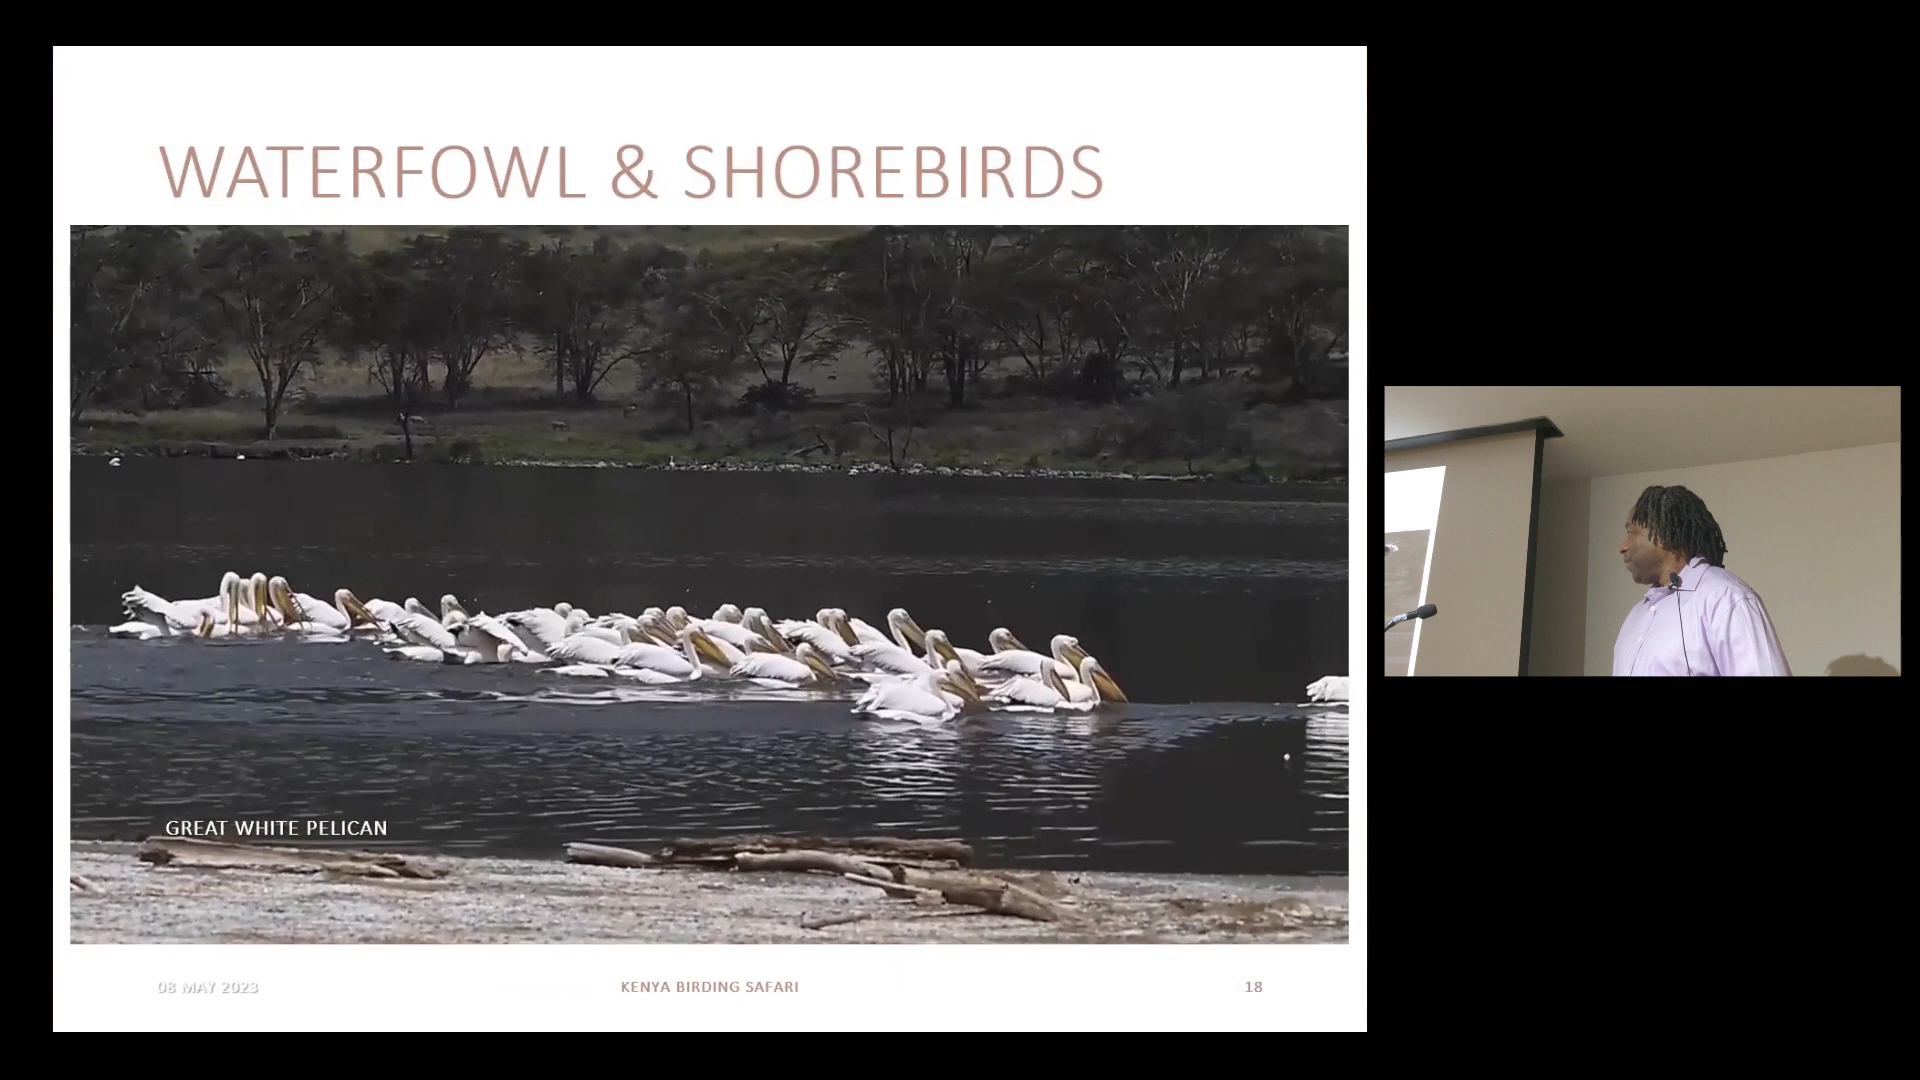 WATERFOWL & SHOREBIRDS
GREAT WHITE PELICAN
08 MAY 2023
KENYA BIRDING SAFARI
18